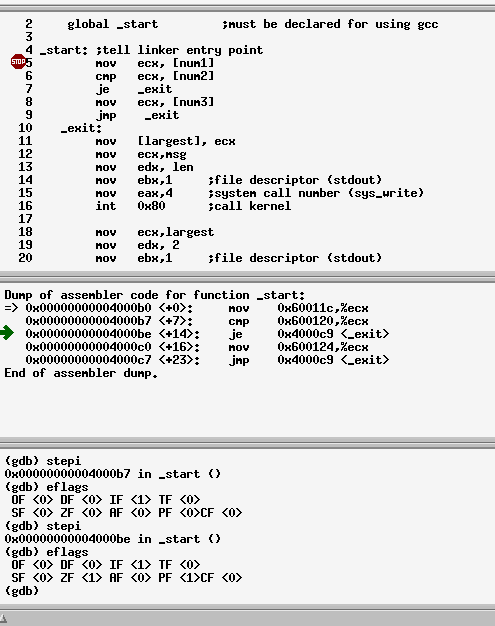 2     global _start         ;must be declared for using gcc
3
4 _start: ;tell linker entry point
STOP 5         mov   ecx, [num1]
6         cmp   ecx, [num2]
7         je    _exit
8         mov   ecx, [num3]
9         jmp    _exit
10    _exit:
11         mov   [largest], ecx
12         mov   ecx,msg
13         mov   edx, len
14         mov   ebx,1     ;file descriptor (stdout)
15         mov   eax,4     ;system call number (sys_write)
16         int   0x80      ;call kernel
17
18         mov   ecx,largest
19         mov   edx, 2
20         mov   ebx,1     ;file descriptor (stdout)
Dump of assembler code for function _start:
=> 0x00000000004000b0 <+0>:    mov    0x60011c,%ecx
0x00000000004000b7 <+7>:    cmp    0x600120,%ecx
0x00000000004000be <+14>:   je     0x4000c9 <_exit>
0x00000000004000c0 <+16>:   mov    0x600124,%ecx
0x00000000004000c7 <+23>:   jmp    0x4000c9 <_exit>
End of assembler dump.
(gdb) stepi
0x00000000004000b7 in _start ()
(gdb) eflags
OF <0> DF <0> IF <1> TF <0>
SF <0> ZF <0> AF <0> PF <0>CF <0>
(gdb) stepi
0x00000000004000be in _start ()
(gdb) eflags
OF <0> DF <0> IF <1> TF <0>
SF <0> ZF <1> AF <0> PF <1>CF <0>
(gdb)